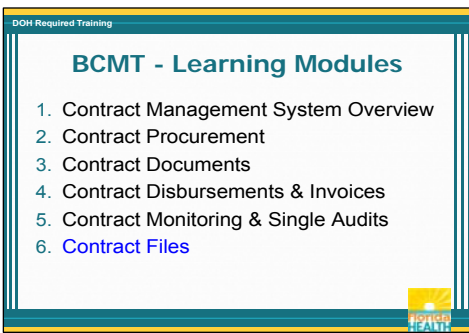 DOH Required Training
BCMT - Learning Modules
1. Contract Management System Overview
2. Contract Procurement
3. Contract Documents
4. Contract Disbursements & Invoices
5. Contract Monitoring & Single Audits
6. Contract Files
Florida
HEALTH